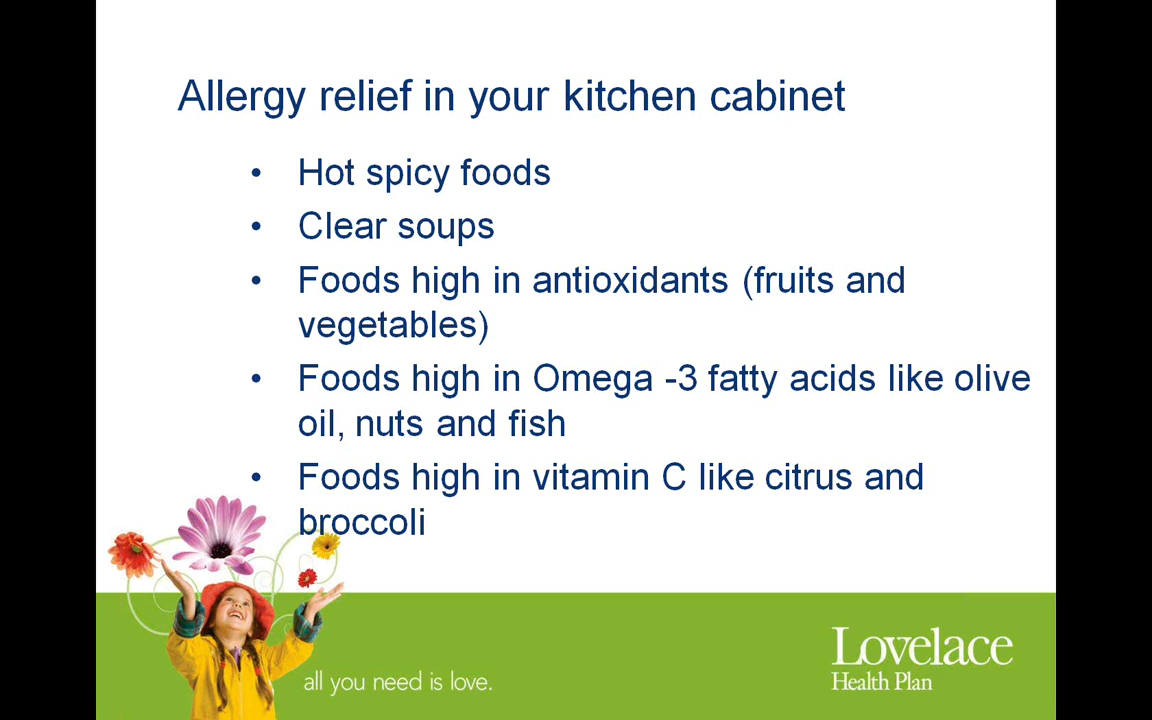 Allergy relief in your kitchen cabinet
• Hot spicy foods
• Clear soups
• Foods high in antioxidants (fruits and
vegetables)
• Foods high in Omega -3 fatty acids like olive
oil, nuts and fish
• Foods high in vitamin C like citrus and
broccoli
all you need is love.
Lovelace
Health Plan